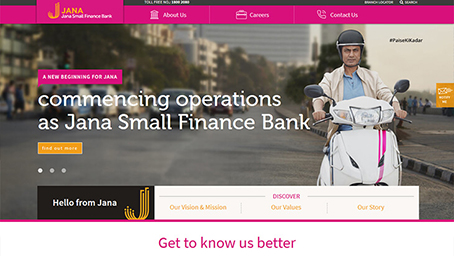 TOLL FREE NO.: 1800 2080
BRANCH LOCATOR
SEARCH
JANA
Jana Small Finance Bank
About Us
Careers
Contact Us
#PaiseKiKadar
A NEW BEGINNING FOR JANA
commencing operations
as Jana Small Finance Bank
find out more
Hello from Jana
DISCOVER
Our Vision & Mission
Our Values
Our Story
Get to know us better